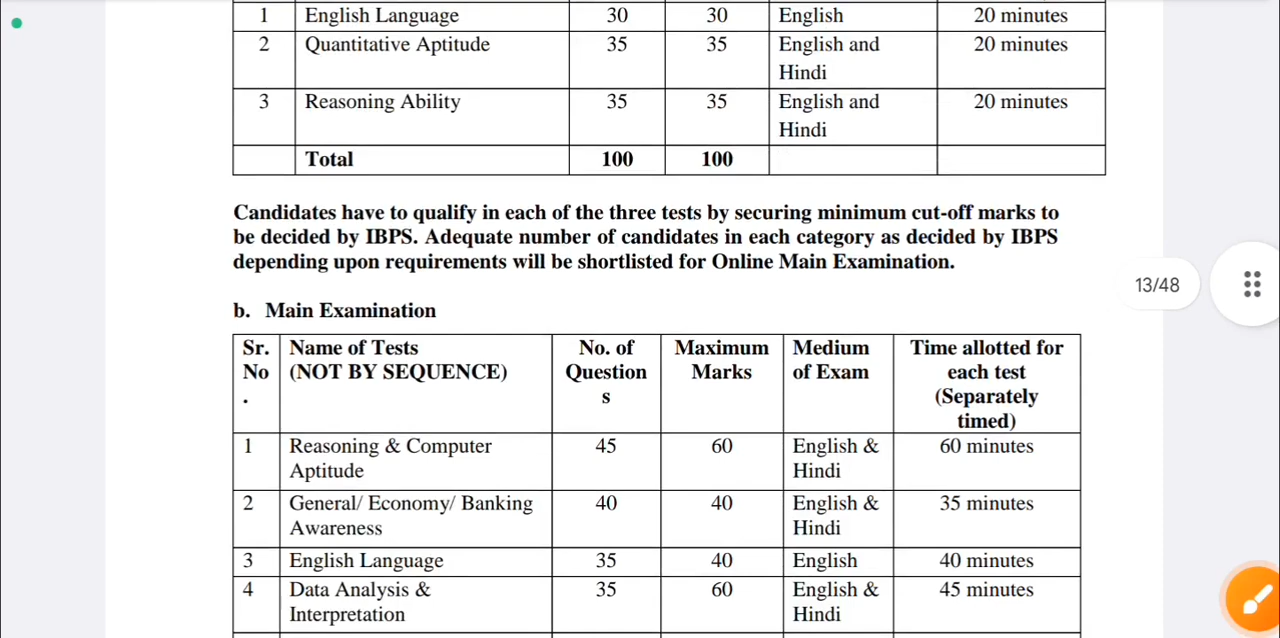 1 English Language 30 30 English 20 minutes
2 Quantitative Aptitude 35 35 English and 20 minutes
Hindi
3 Reasoning Ability 35 35 English and 20 minutes
Hindi
Total 100 100
Candidates have to qualify in each of the three tests by securing minimum cut-off marks to
be decided by IBPS. Adequate number of candidates in each category as decided by IBPS
depending upon requirements will be shortlisted for Online Main Examination.
13/48
b. Main Examination
Sr. Name of Tests No. of Maximum Medium Time allotted for
No (NOT BY SEQUENCE) Question Marks of Exam each test
. s (Separately
timed)
1 Reasoning & Computer 45 60 English & 60 minutes
Aptitude Hindi
2 General/ Economy/ Banking 40 40 English & 35 minutes
Awareness Hindi
3 English Language 35 40 English 40 minutes
4 Data Analysis & 35 60 English & 45 minutes
Interpretation Hindi